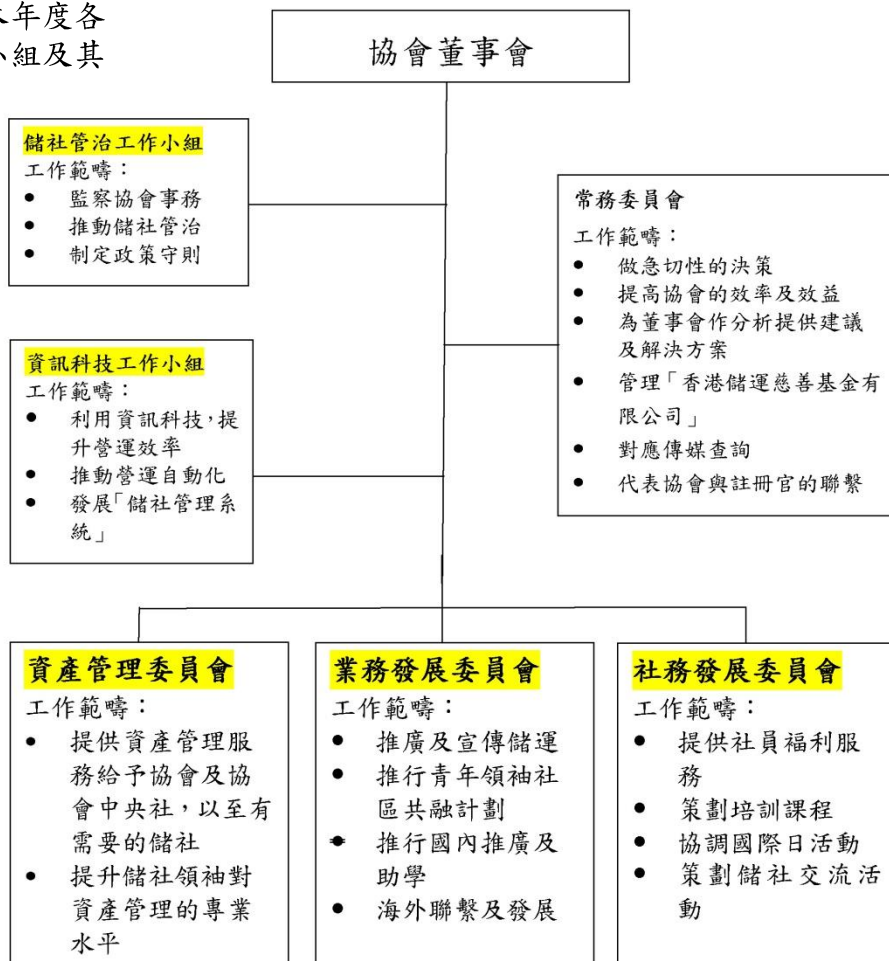 本年度各
小組及其
協會董事會
儲社管治工作小組
工作範疇：
● 監察協會事務
● 推動儲社管治
● 制定政策守則
常務委員會
工作範疇：
● 做急切性的決策
● 提高協會的效率及效益
● 為董事會作分析提供建議
及解決方案
● 管理「香港儲運慈善基金有
限公司」
● 對應傳媒查詢
● 代表協會與註冊官的聯繫
資訊科技工作小組
工作範疇：
● 利用資訊科技，提
升營運效率
● 推動營運自動化
● 發展「儲社管理系
統」
資產管理委員會
工作範疇：
● 提供資產管理服
務給予協會及協
會中央社，以至有
需要的儲社
● 提升儲社領袖對
資產管理的專業
水平
業務發展委員會
工作範疇：
● 推廣及宣傳儲運
● 推行青年領袖社
區共融計劃
● 推行國內推廣及
助學
● 海外聯繫及發展
社務發展委員會
工作範疇：
● 提供社員福利服
務
● 策劃培訓課程
● 協調國際日活動
● 策劃儲社交流活
動